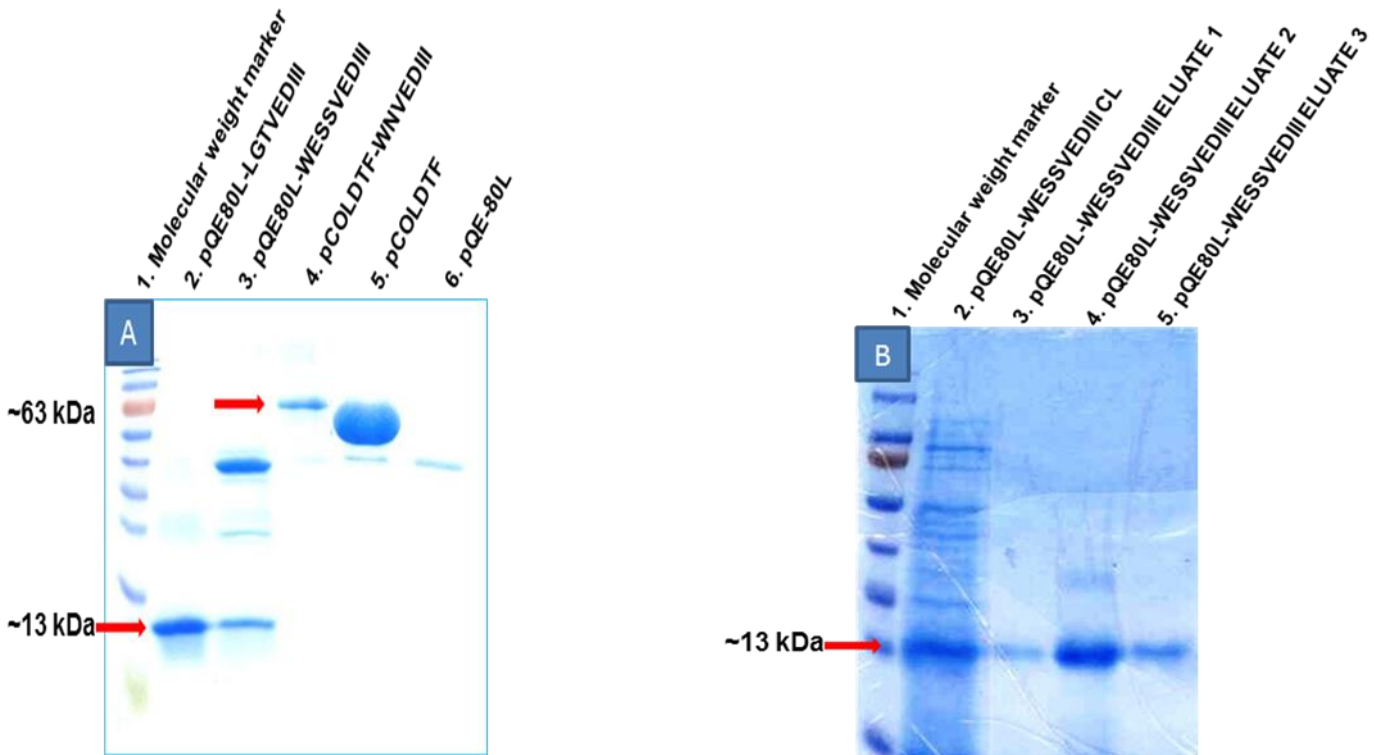 1. Molecular weight marker
2. pQE80L-LGTVEDIII
3. pQE80L-WESSVEDIII
4. pCOLDTF-WNVEDIII
5. pCOLDTF
6. pQE-80L
A
~63 kDa
~13 kDa
1. Molecular weight marker
2. pQE80L-WESSVEDIII CL
3. pQE80L-WESSVEDIII ELUATE 1
4. pQE80L-WESSVEDIII ELUATE 2
5. pQE80L-WESSVEDIII ELUATE 3
B
~13 kDa